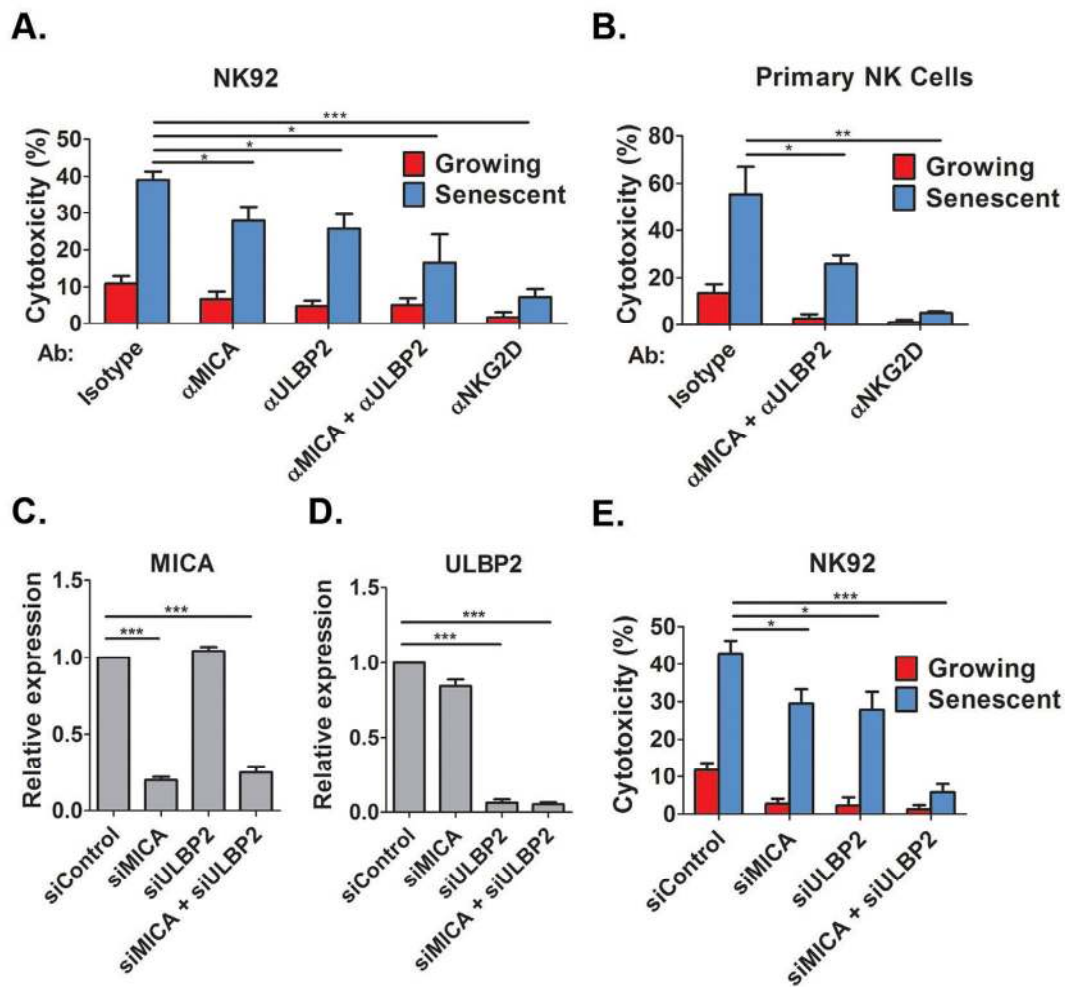 A.
NK92
***
*
*
*
Cytotoxicity (%)
50
40
30
20
10
0
Growing
Senescent
Ab:
Isotype
αMICA
αULBP2
αMICA + αULBP2
αNKG2D
B.
Primary NK Cells
**
*
Cytotoxicity (%)
80
60
40
20
0
Growing
Senescent
Ab:
Isotype
αMICA + αULBP2
αNKG2D
C.
MICA
***
***
Relative expression
1.5
1.0
0.5
0.0
siControl
siMICA
siULBP2
siMICA + siULBP2
D.
ULBP2
***
***
Relative expression
1.5
1.0
0.5
0.0
siControl
siMICA
siULBP2
siMICA + siULBP2
E.
NK92
***
*
*
Cytotoxicity (%)
50
40
30
20
10
0
Growing
Senescent
siControl
siMICA
siULBP2
siMICA + siULBP2